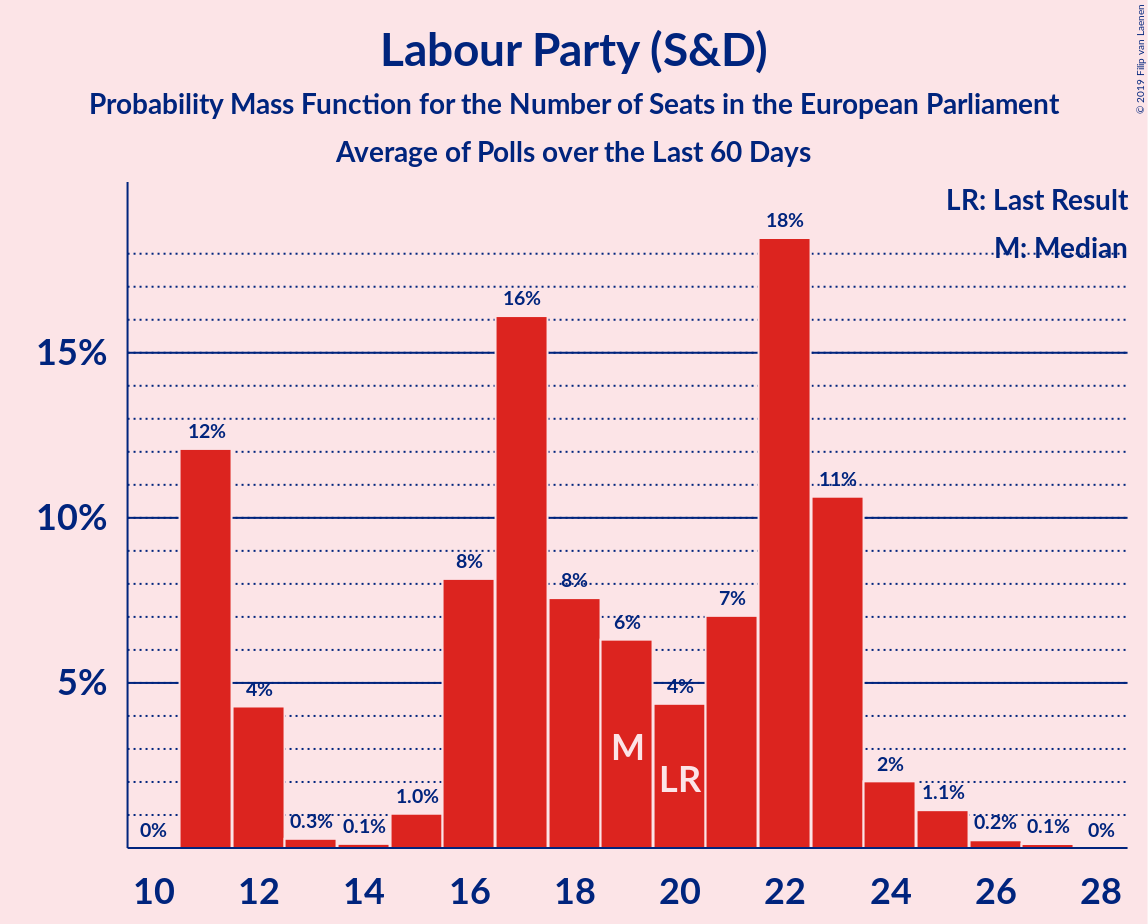 Labour Party (S&D)
Probability Mass Function for the Number of Seats in the European Parliament
Average of Polls over the Last 60 Days
© 2019 Filip van Laenen
LR: Last Result
M: Median
18%
16%
15%
12%
11%
10%
8%
8%
7%
6%
5%
4%
4%
M
LR
2%
1.1%
1.0%
0.3%
0.1%
0.2%
0.1%
0%
0%
10 12 14 16 18 20 22 24 26 28